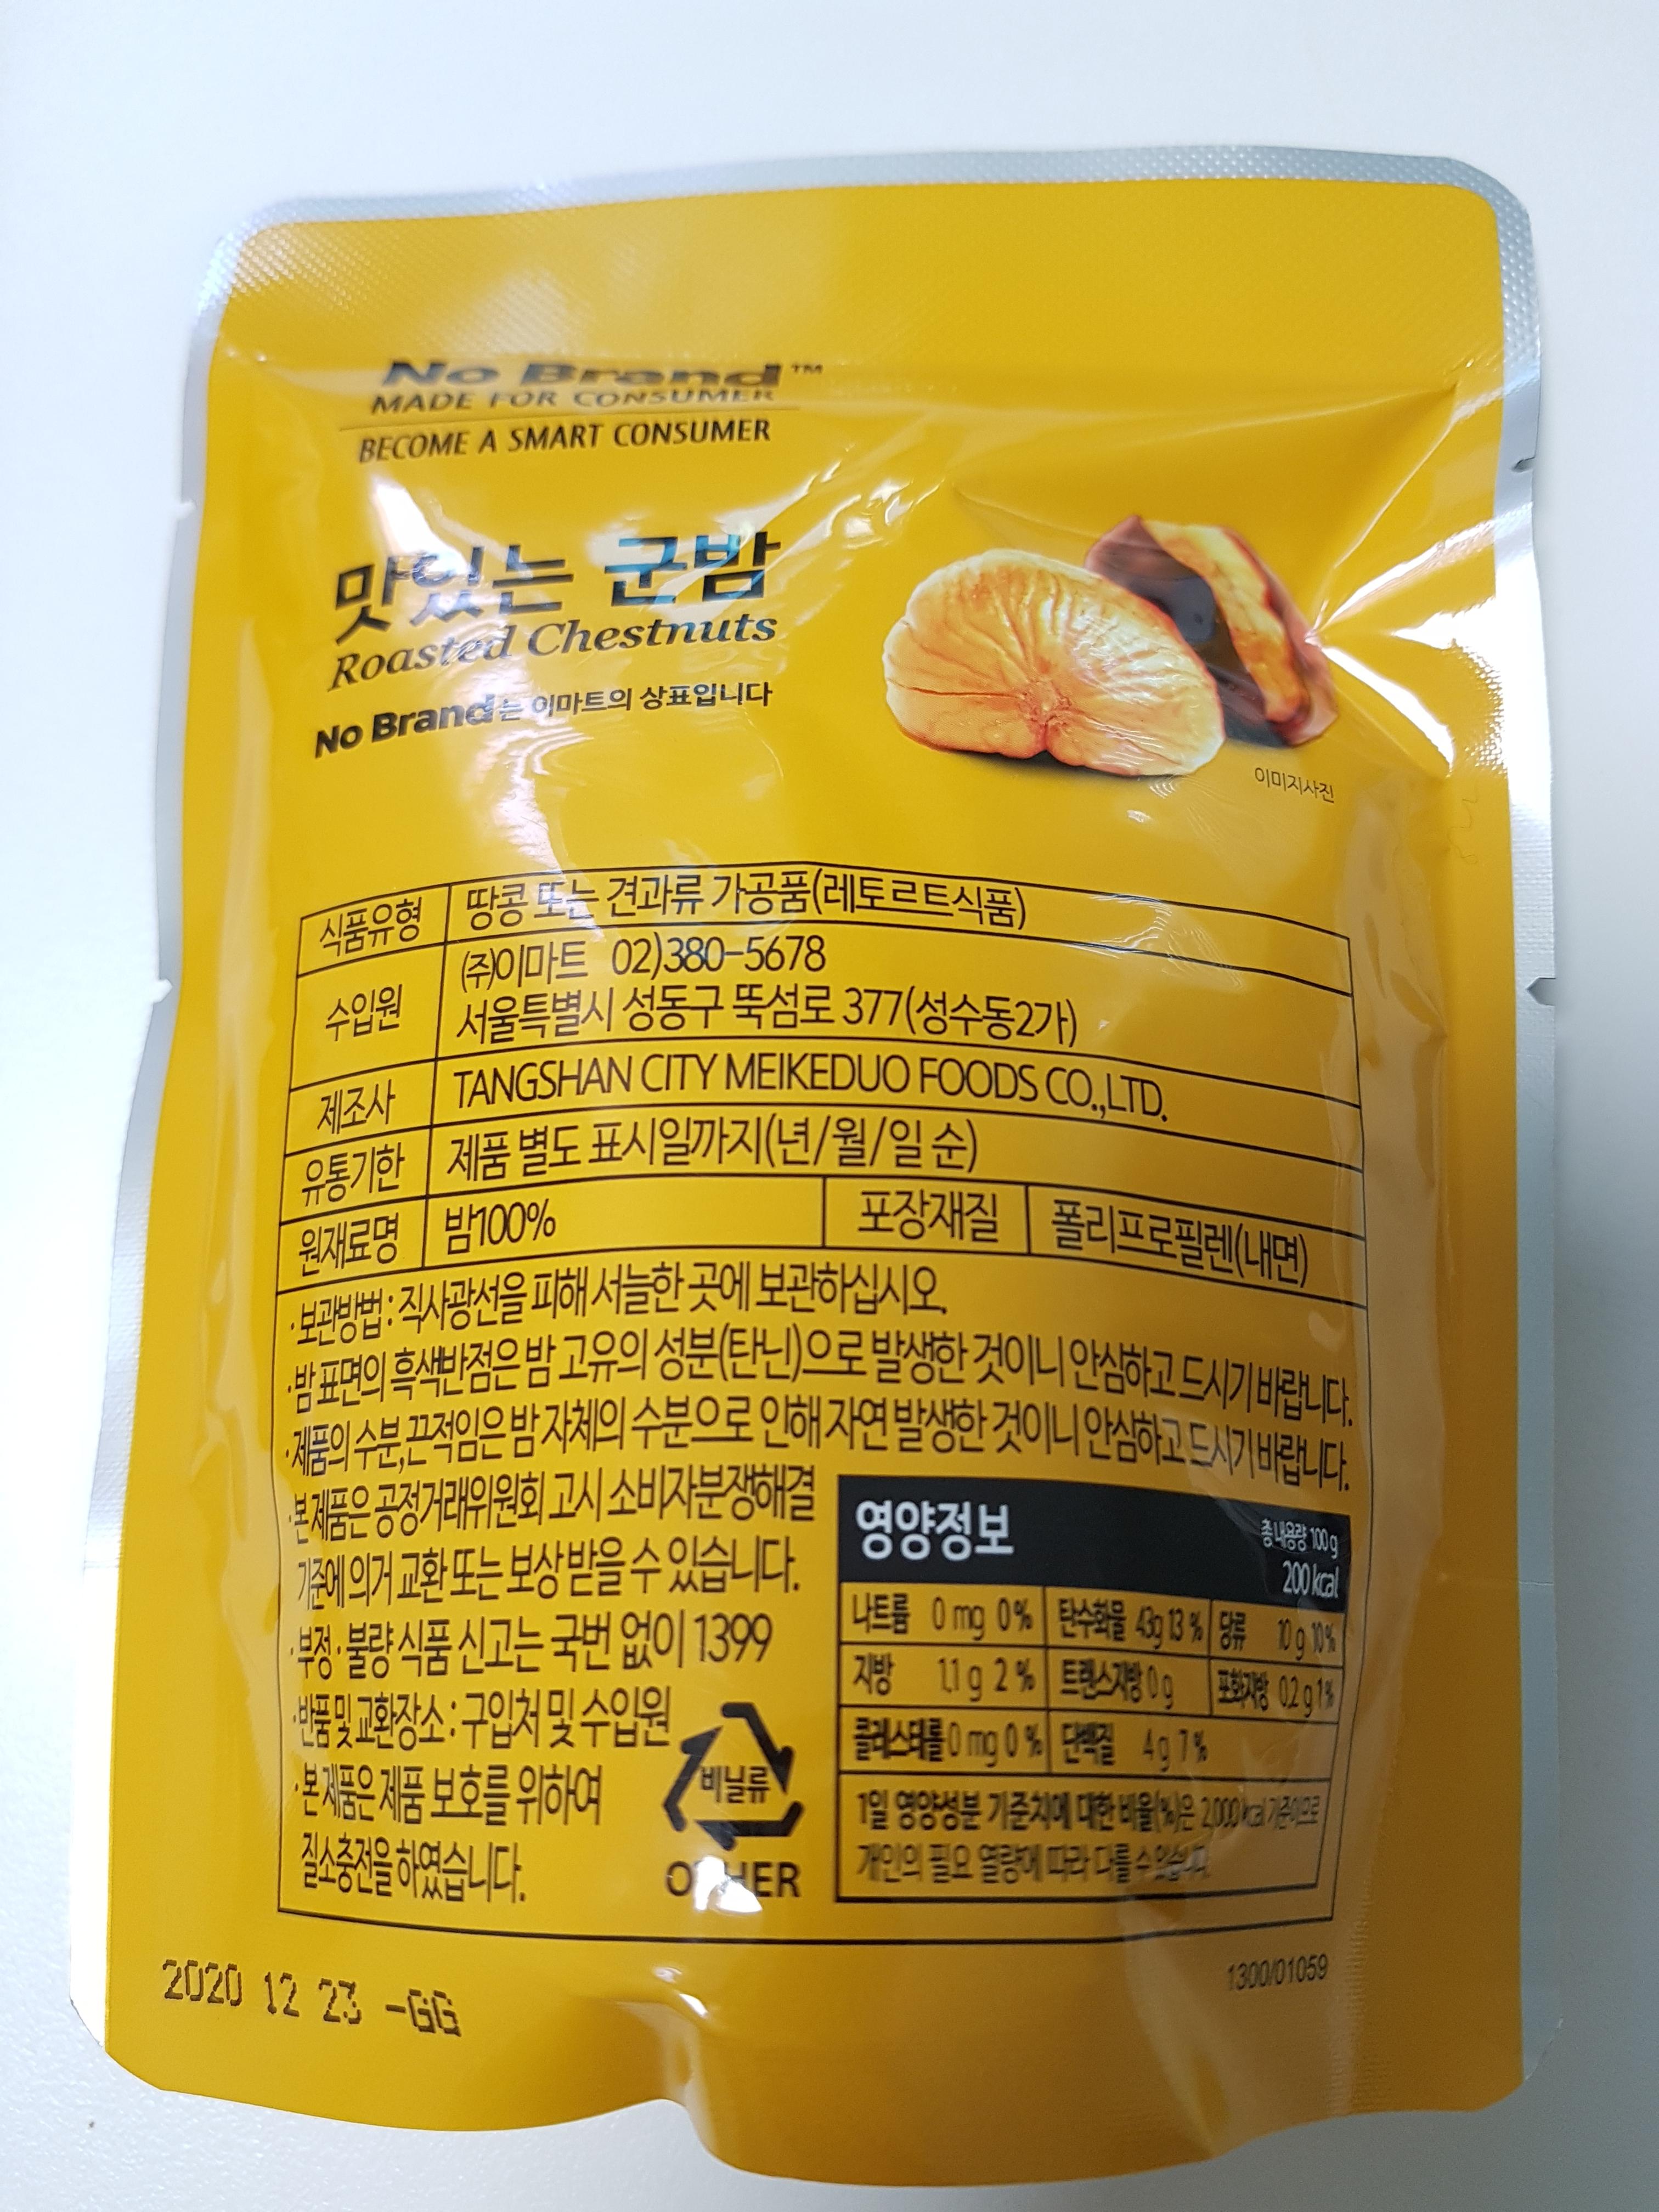 No Brand™
MADE FOR CONSUMER
BECOME A SMART CONSUMER
맛있는 군밤
Roasted Chestnuts
No Brand는 이마트의 상표입니다
이미지사진
식품유형 땅콩 또는 견과류 가공품(레토르트식품)
수입원 (주)이마트 02)380-5678
서울특별시 성동구 뚝섬로 377(성수동2가)
제조사 TANGSHAN CITY MEIKEDUO FOODS CO.,LTD.
유통기한 제품 별도 표시일까지(년/월/일 순)
원재료명 밤100% 포장재질 폴리프로필렌(내면)
·보관방법:직사광선을 피해 서늘한 곳에 보관하십시오.
·밤 표면의 흑색반점은 밤 고유의 성분(탄닌)으로 발생한 것이니 안심하고 드시기 바랍니다.
·제품의 수분,끈적임은 밤 자체의 수분으로 인해 자연 발생한 것이니 안심하고 드시기 바랍니다.
·본 제품은 공정거래위원회 고시 소비자분쟁해결
기준에 의거 교환 또는 보상 받을 수 있습니다.
·부정·불량 식품 신고는 국번 없이 1399
·반품 및 교환장소:구입처 및 수입원
·본 제품은 제품 보호를 위하여
질소충전을 하였습니다.
비닐류
OTHER
영양정보 총 내용량 100 g
200 kcal
나트륨 0 mg 0% 탄수화물 43g 13 % 당류 10 g 10%
지방 1.1 g 2 % 트랜스지방 0 g 포화지방 0.2 g 1%
콜레스테롤 0 mg 0 % 단백질 4 g 7 %
1일 영양성분 기준치에 대한 비율(%)은 2,000 kcal 기준이므로
개인의 필요 열량에 따라 다를 수 있습니다.
2020 12 23 -GG
1300/01059